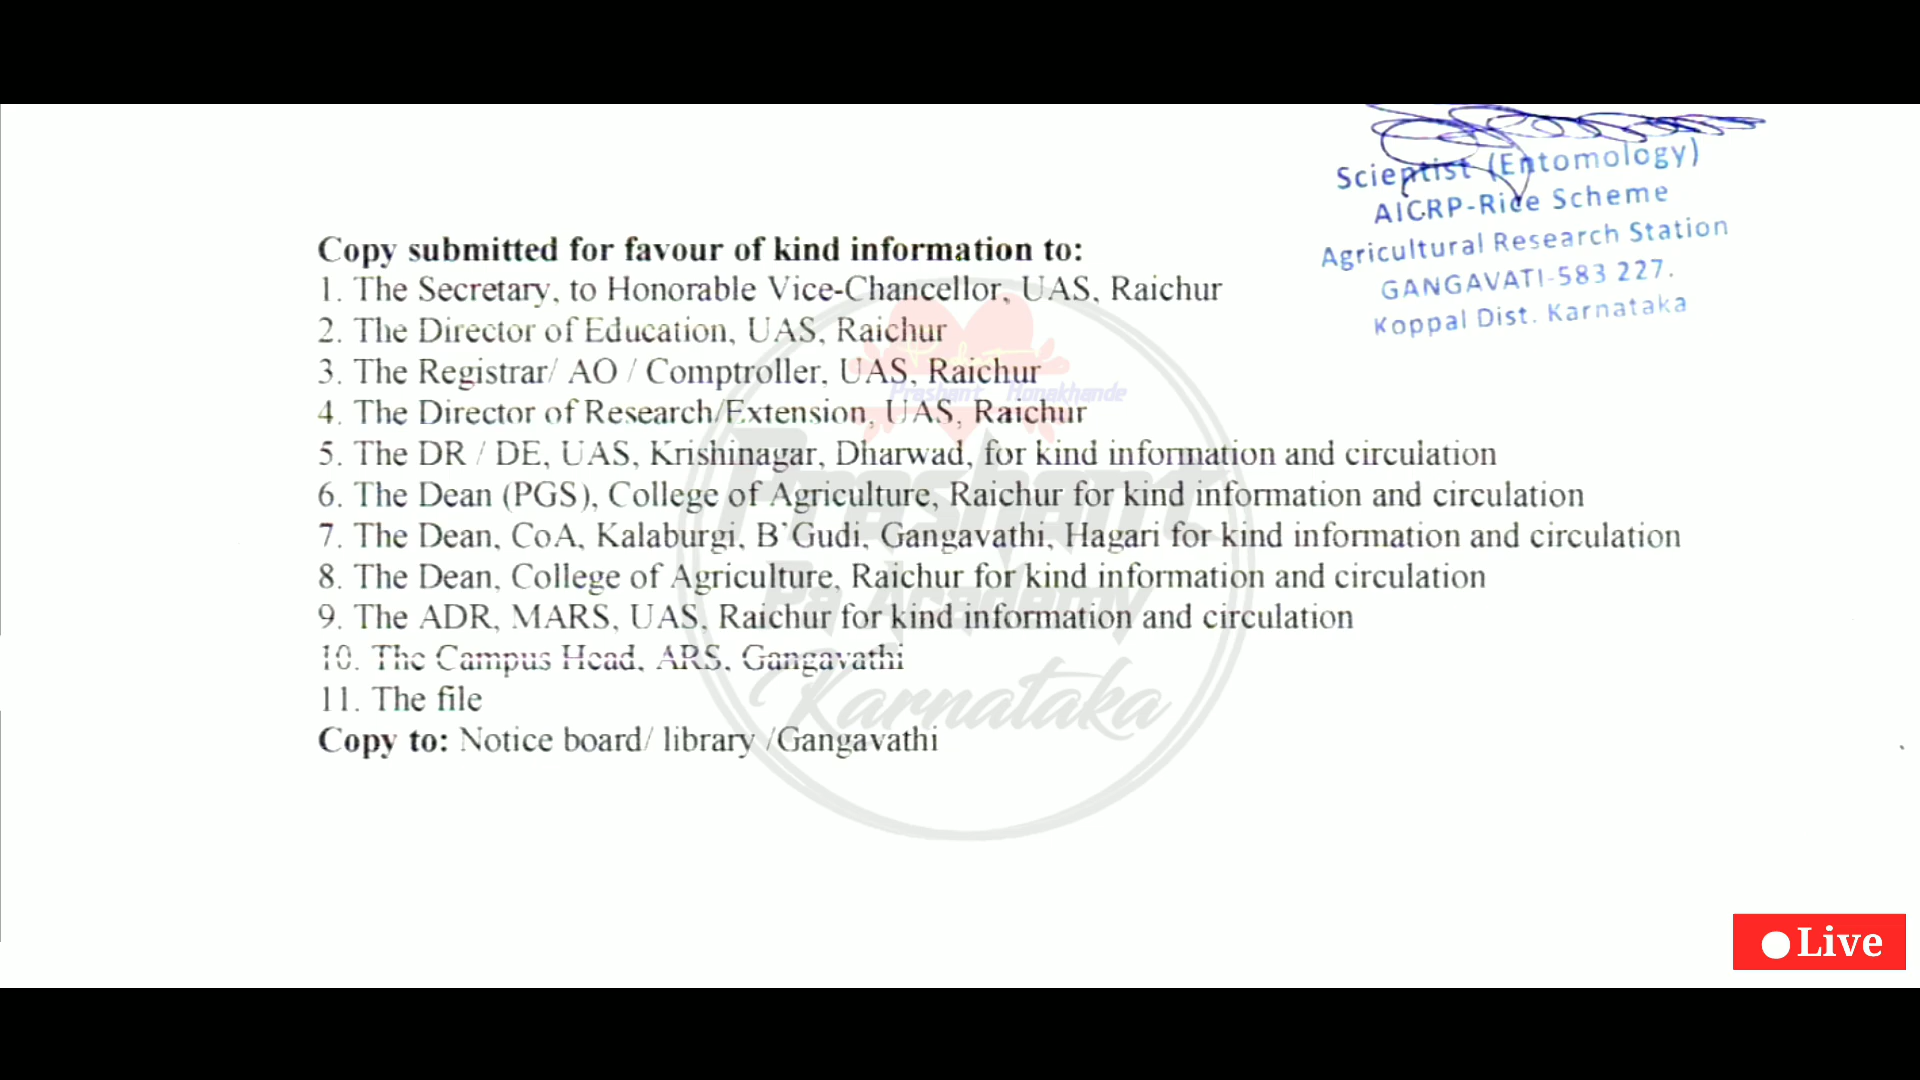 Scientist (Entomology)
AICRP-Rice Scheme
Agricultural Research Station
GANGAVATI-583 227.
Koppal Dist. Karnataka
Copy submitted for favour of kind information to:
1. The Secretary, to Honorable Vice-Chancellor, UAS, Raichur
2. The Director of Education, UAS, Raichur
3. The Registrar/ AO / Comptroller, UAS, Raichur
Prashant Honakhande
4. The Director of Research/Extension, UAS, Raichur
5. The DR / DE, UAS, Krishinagar, Dharwad, for kind information and circulation
6. The Dean (PGS), College of Agriculture, Raichur for kind information and circulation
Prashant
7. The Dean, CoA, Kalaburgi, B'Gudi, Gangavathi, Hagari for kind information and circulation
8. The Dean, College of Agriculture, Raichur for kind information and circulation
Pa Academy
9. The ADR, MARS, UAS, Raichur for kind information and circulation
10. The Campus Head, ARS, Gangavathi
11. The file
Karnataka
Copy to: Notice board/ library /Gangavathi
Live